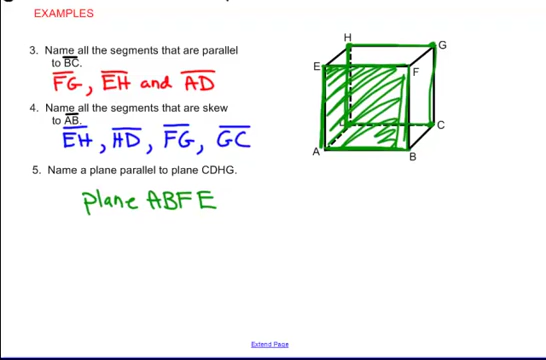 EXAMPLES
3. Name all the segments that are parallel
to BC.
FG, EH and AD
4. Name all the segments that are skew
to AB.
EH, HD, FG, GC
5. Name a plane parallel to plane CDHG.
plane ABFE
H
G
E
F
C
A
B
Extend Page